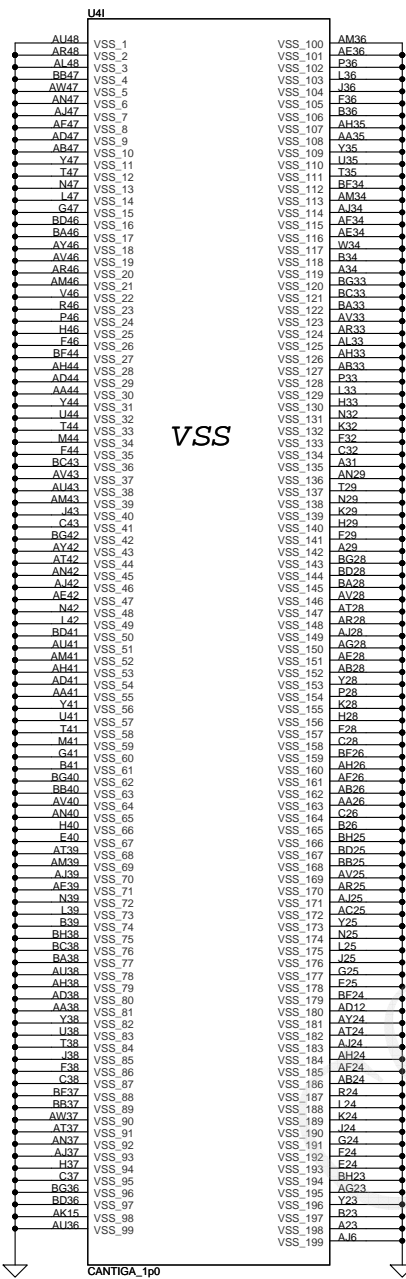 U4I
AU48 VSS_1
AR48 VSS_2
AL48 VSS_3
BB47 VSS_4
AW47 VSS_5
AN47 VSS_6
AJ47 VSS_7
AF47 VSS_8
AD47 VSS_9
AB47 VSS_10
Y47 VSS_11
T47 VSS_12
N47 VSS_13
L47 VSS_14
G47 VSS_15
BD46 VSS_16
BA46 VSS_17
AY46 VSS_18
AV46 VSS_19
AR46 VSS_20
AM46 VSS_21
V46 VSS_22
R46 VSS_23
P46 VSS_24
H46 VSS_25
F46 VSS_26
BF44 VSS_27
AH44 VSS_28
AD44 VSS_29
AA44 VSS_30
Y44 VSS_31
U44 VSS_32
T44 VSS_33
M44 VSS_34
F44 VSS_35
BC43 VSS_36
AV43 VSS_37
AU43 VSS_38
AM43 VSS_39
J43 VSS_40
C43 VSS_41
BG42 VSS_42
AY42 VSS_43
AT42 VSS_44
AN42 VSS_45
AJ42 VSS_46
AE42 VSS_47
N42 VSS_48
L42 VSS_49
BD41 VSS_50
AU41 VSS_51
AM41 VSS_52
AH41 VSS_53
AD41 VSS_54
AA41 VSS_55
Y41 VSS_56
U41 VSS_57
T41 VSS_58
M41 VSS_59
G41 VSS_60
B41 VSS_61
BG40 VSS_62
BB40 VSS_63
AV40 VSS_64
AN40 VSS_65
H40 VSS_66
E40 VSS_67
AT39 VSS_68
AM39 VSS_69
AJ39 VSS_70
AE39 VSS_71
N39 VSS_72
L39 VSS_73
B39 VSS_74
BH38 VSS_75
BC38 VSS_76
BA38 VSS_77
AU38 VSS_78
AH38 VSS_79
AD38 VSS_80
AA38 VSS_81
Y38 VSS_82
U38 VSS_83
T38 VSS_84
J38 VSS_85
F38 VSS_86
C38 VSS_87
BF37 VSS_88
BB37 VSS_89
AW37 VSS_90
AT37 VSS_91
AN37 VSS_92
AJ37 VSS_93
H37 VSS_94
C37 VSS_95
BG36 VSS_96
BD36 VSS_97
AK15 VSS_98
AU36 VSS_99
VSS
VSS_100 AM36
VSS_101 AE36
VSS_102 P36
VSS_103 L36
VSS_104 J36
VSS_105 F36
VSS_106 B36
VSS_107 AH35
VSS_108 AA35
VSS_109 Y35
VSS_110 U35
VSS_111 T35
VSS_112 BF34
VSS_113 AM34
VSS_114 AJ34
VSS_115 AF34
VSS_116 AE34
VSS_117 W34
VSS_118 B34
VSS_119 A34
VSS_120 BG33
VSS_121 BC33
VSS_122 BA33
VSS_123 AV33
VSS_124 AR33
VSS_125 AL33
VSS_126 AH33
VSS_127 AB33
VSS_128 P33
VSS_129 L33
VSS_130 H33
VSS_131 N32
VSS_132 K32
VSS_133 F32
VSS_134 C32
VSS_135 A31
VSS_136 AN29
VSS_137 T29
VSS_138 N29
VSS_139 K29
VSS_140 H29
VSS_141 F29
VSS_142 A29
VSS_143 BG28
VSS_144 BD28
VSS_145 BA28
VSS_146 AV28
VSS_147 AT28
VSS_148 AR28
VSS_149 AJ28
VSS_150 AG28
VSS_151 AE28
VSS_152 AB28
VSS_153 Y28
VSS_154 P28
VSS_155 K28
VSS_156 H28
VSS_157 F28
VSS_158 C28
VSS_159 BF26
VSS_160 AH26
VSS_161 AF26
VSS_162 AB26
VSS_163 AA26
VSS_164 C26
VSS_165 B26
VSS_166 BH25
VSS_167 BD25
VSS_168 BB25
VSS_169 AV25
VSS_170 AR25
VSS_171 AJ25
VSS_172 AC25
VSS_173 Y25
VSS_174 N25
VSS_175 L25
VSS_176 J25
VSS_177 G25
VSS_178 E25
VSS_179 BF24
VSS_180 AD12
VSS_181 AY24
VSS_182 AT24
VSS_183 AJ24
VSS_184 AH24
VSS_185 AF24
VSS_186 AB24
VSS_187 R24
VSS_188 L24
VSS_189 K24
VSS_190 J24
VSS_191 G24
VSS_192 F24
VSS_193 E24
VSS_194 BH23
VSS_195 AG23
VSS_196 Y23
VSS_197 B23
VSS_198 A23
VSS_199 AJ6
CANTIGA_1p0